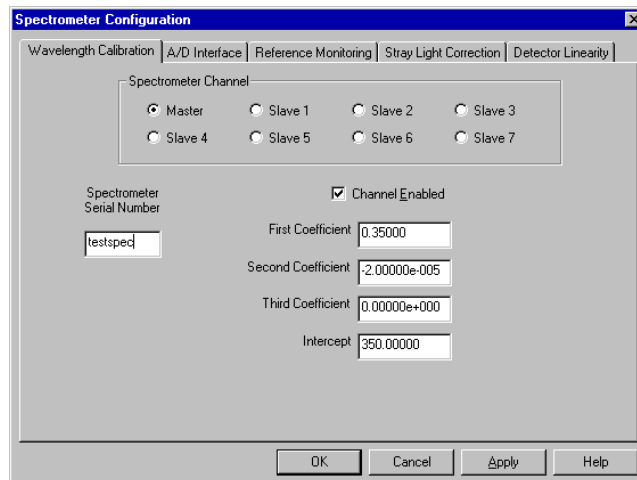 Spectrometer Configuration
Wavelength Calibration A/D Interface Reference Monitoring Stray Light Correction Detector Linearity
Spectrometer Channel
Master Slave 1 Slave 2 Slave 3
Slave 4 Slave 5 Slave 6 Slave 7
Spectrometer
Serial Number
testspec
Channel Enabled
First Coefficient 0.35000
Second Coefficient -2.00000e-005
Third Coefficient 0.00000e+000
Intercept 350.00000
OK Cancel Apply Help